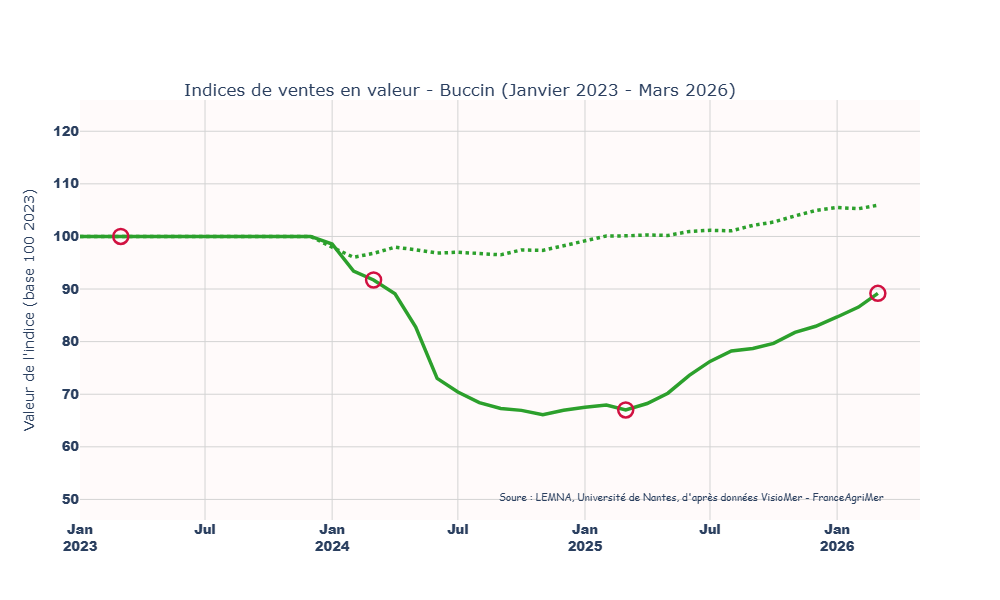 Indices de ventes en valeur - Buccin (Janvier 2023 - Mars 2026)
Valeur de l'indice (base 100 2023)
120
110
100
90
80
70
60
50
Soure : LEMNA, Université de Nantes, d'après données VisioMer - FranceAgriMer
Jan Jul Jan Jul Jan Jul Jan
2023 2024 2025 2026